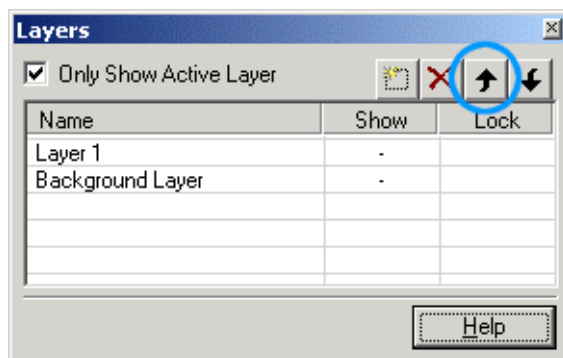 Layers
Only Show Active Layer
Name Show Lock
Layer 1 -
Background Layer -
Help